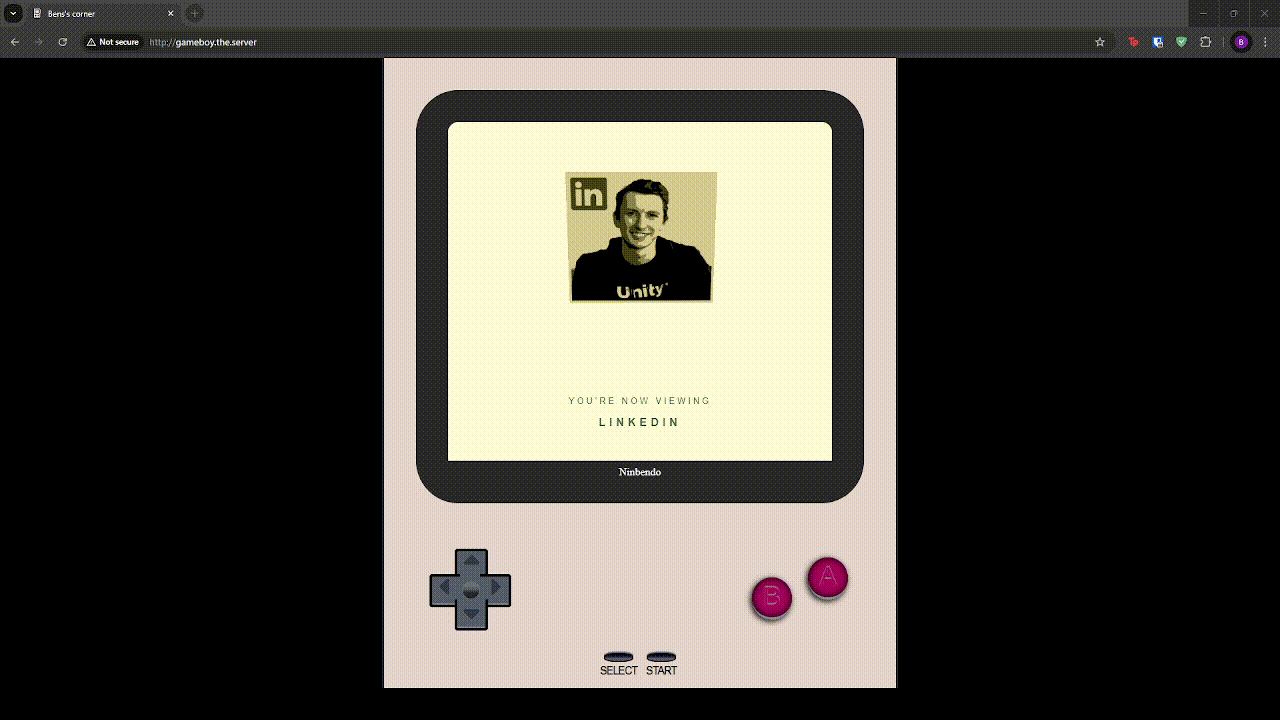 Bens's corner
Not secure
http://gameboy.the.server
B
in
Unity
YOU'RE NOW VIEWING
LINKEDIN
Ninbendo
A
B
SELECT START